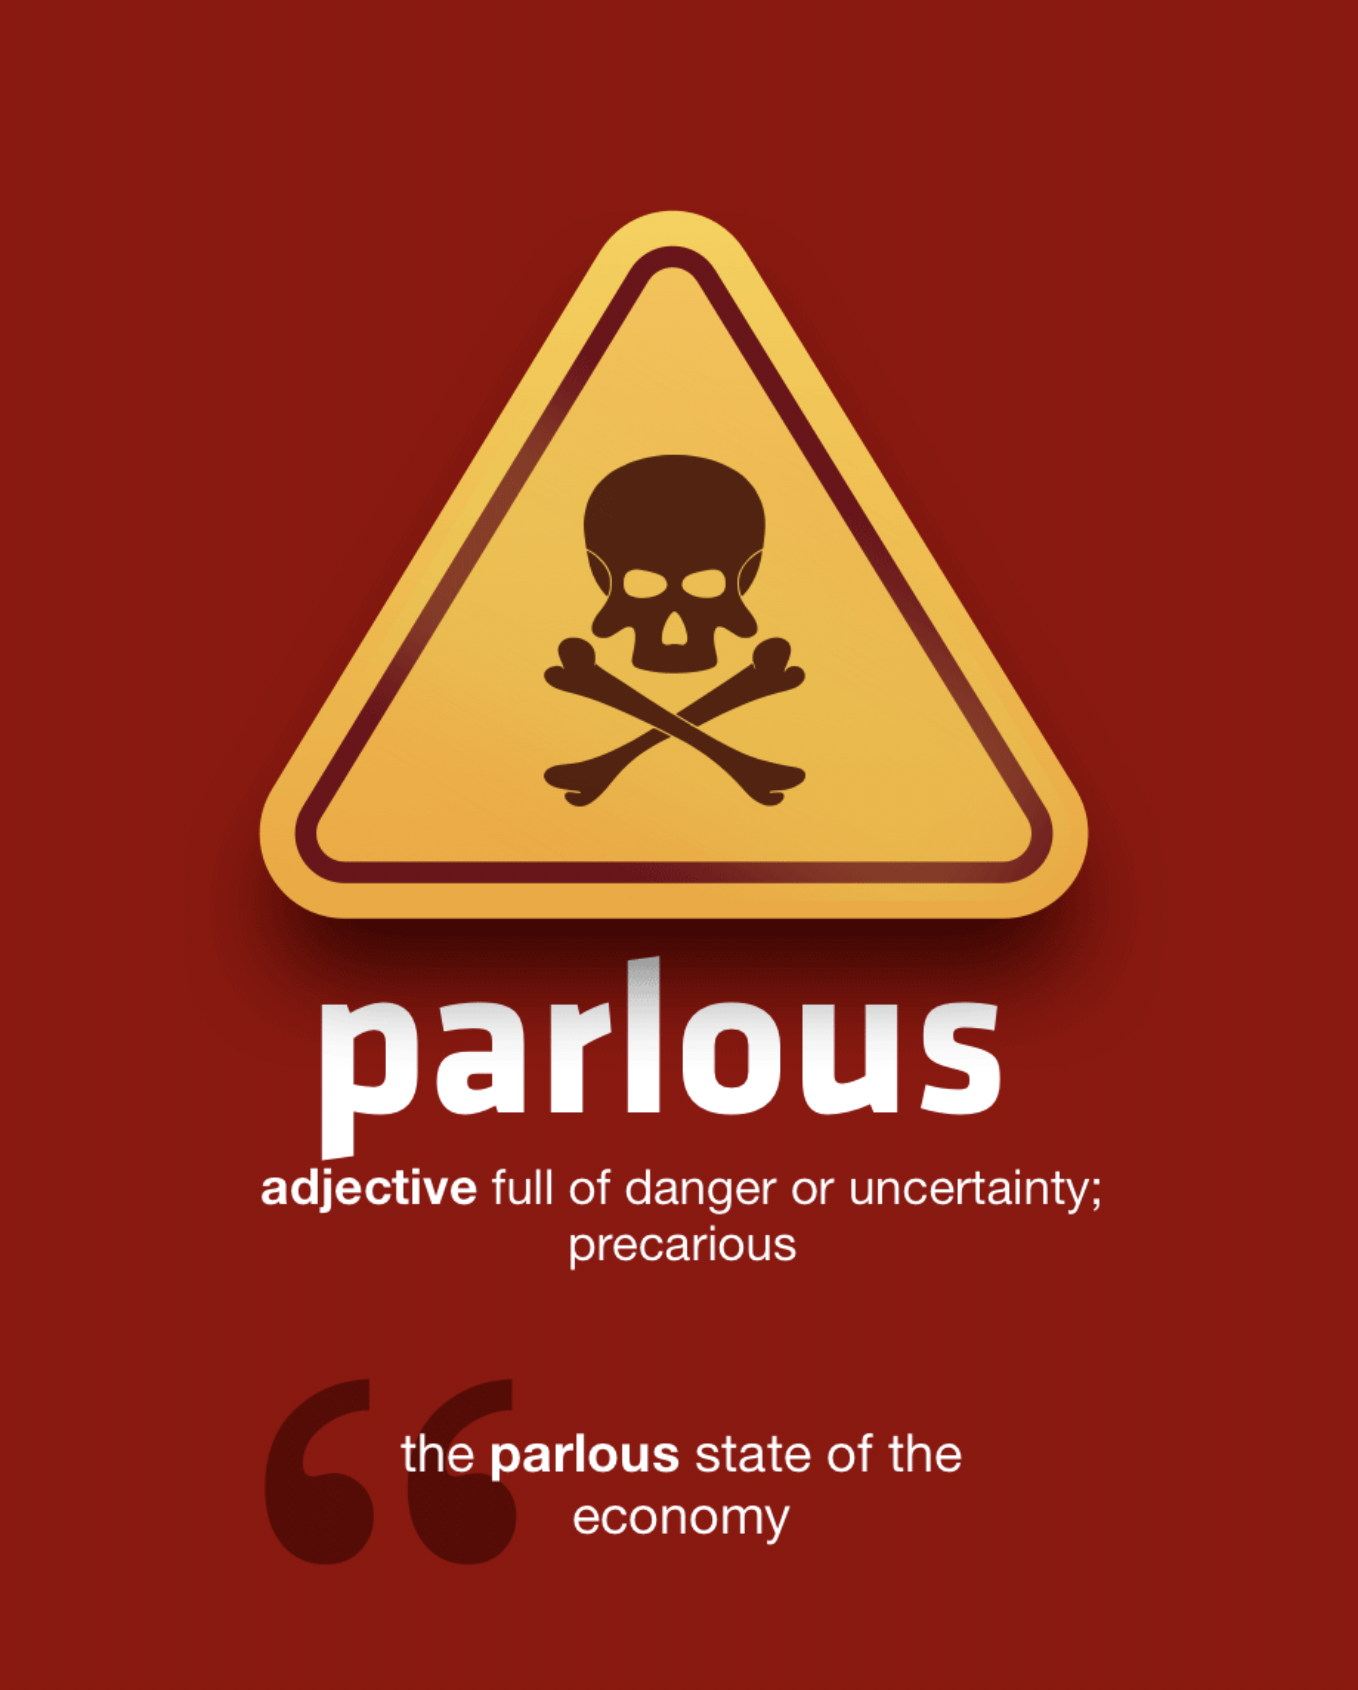 parlous
adjective full of danger or uncertainty;
precarious
the parlous state of the
economy